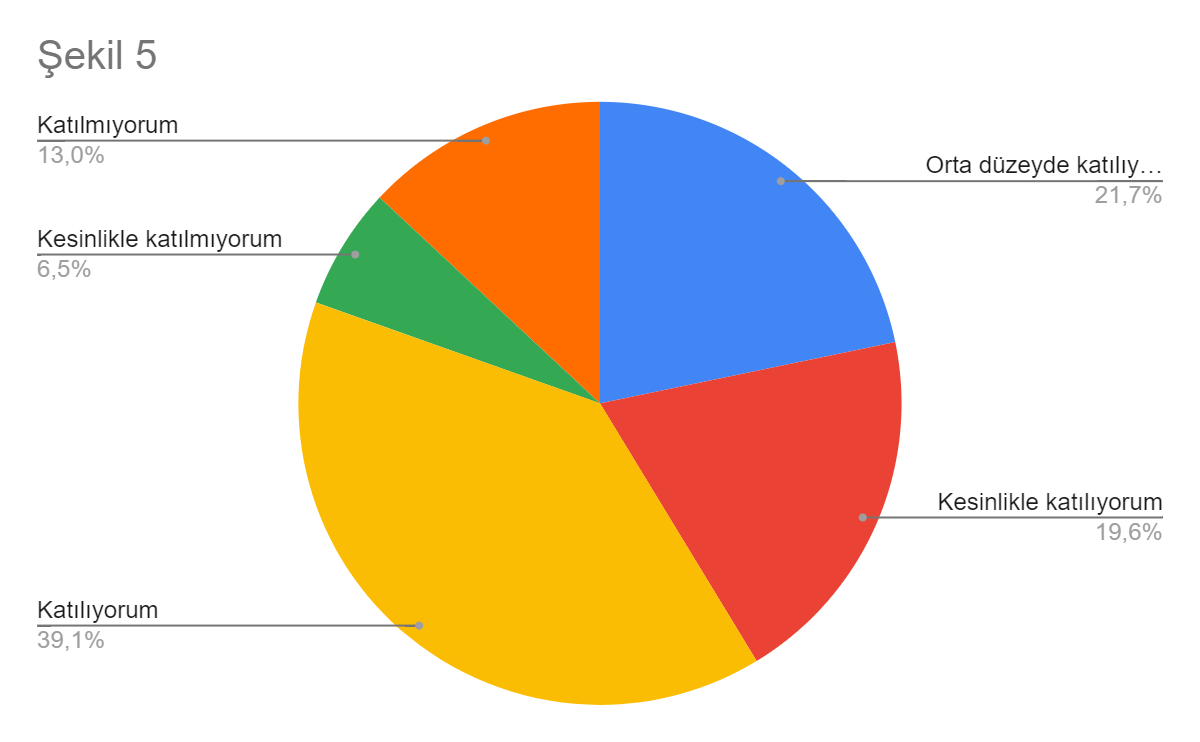 Şekil 5
Katılmıyorum
13,0%
Orta düzeyde katılıy…
21,7%
Kesinlikle katılmıyorum
6,5%
Kesinlikle katılıyorum
19,6%
Katılıyorum
39,1%